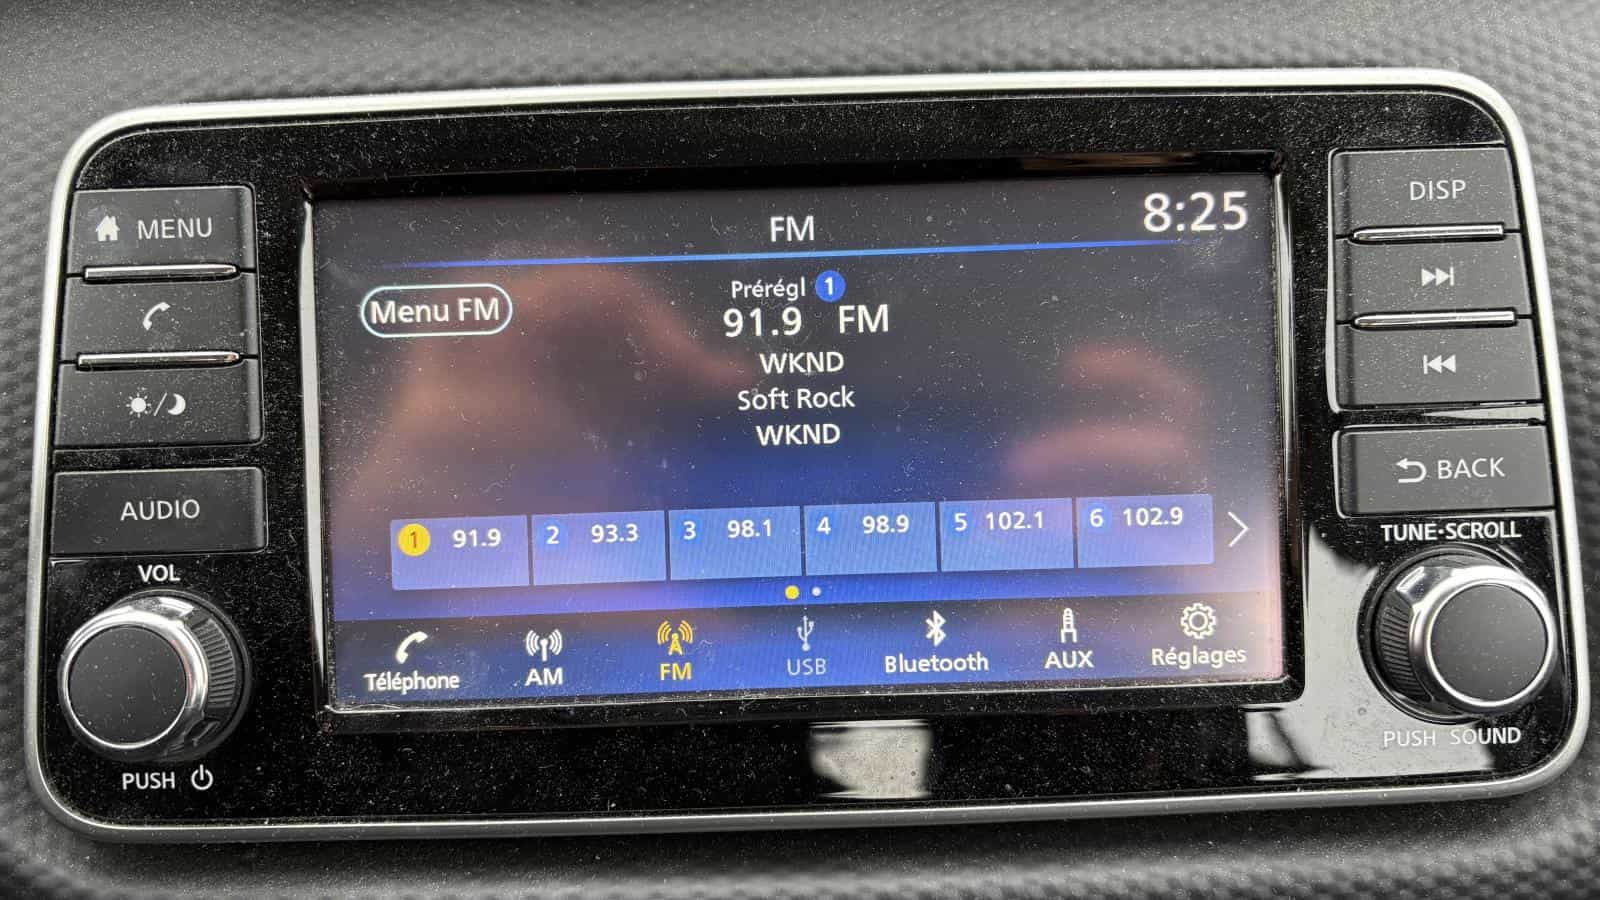 MENU
AUDIO
VOL
PUSH
FM
8:25
Menu FM
Prérégl 1
91.9 FM
WKND
Soft Rock
WKND
1 91.9 2 93.3 3 98.1 4 98.9 5 102.1 6 102.9
Téléphone AM FM USB Bluetooth AUX Réglages
DISP
BACK
TUNE·SCROLL
PUSH SOUND